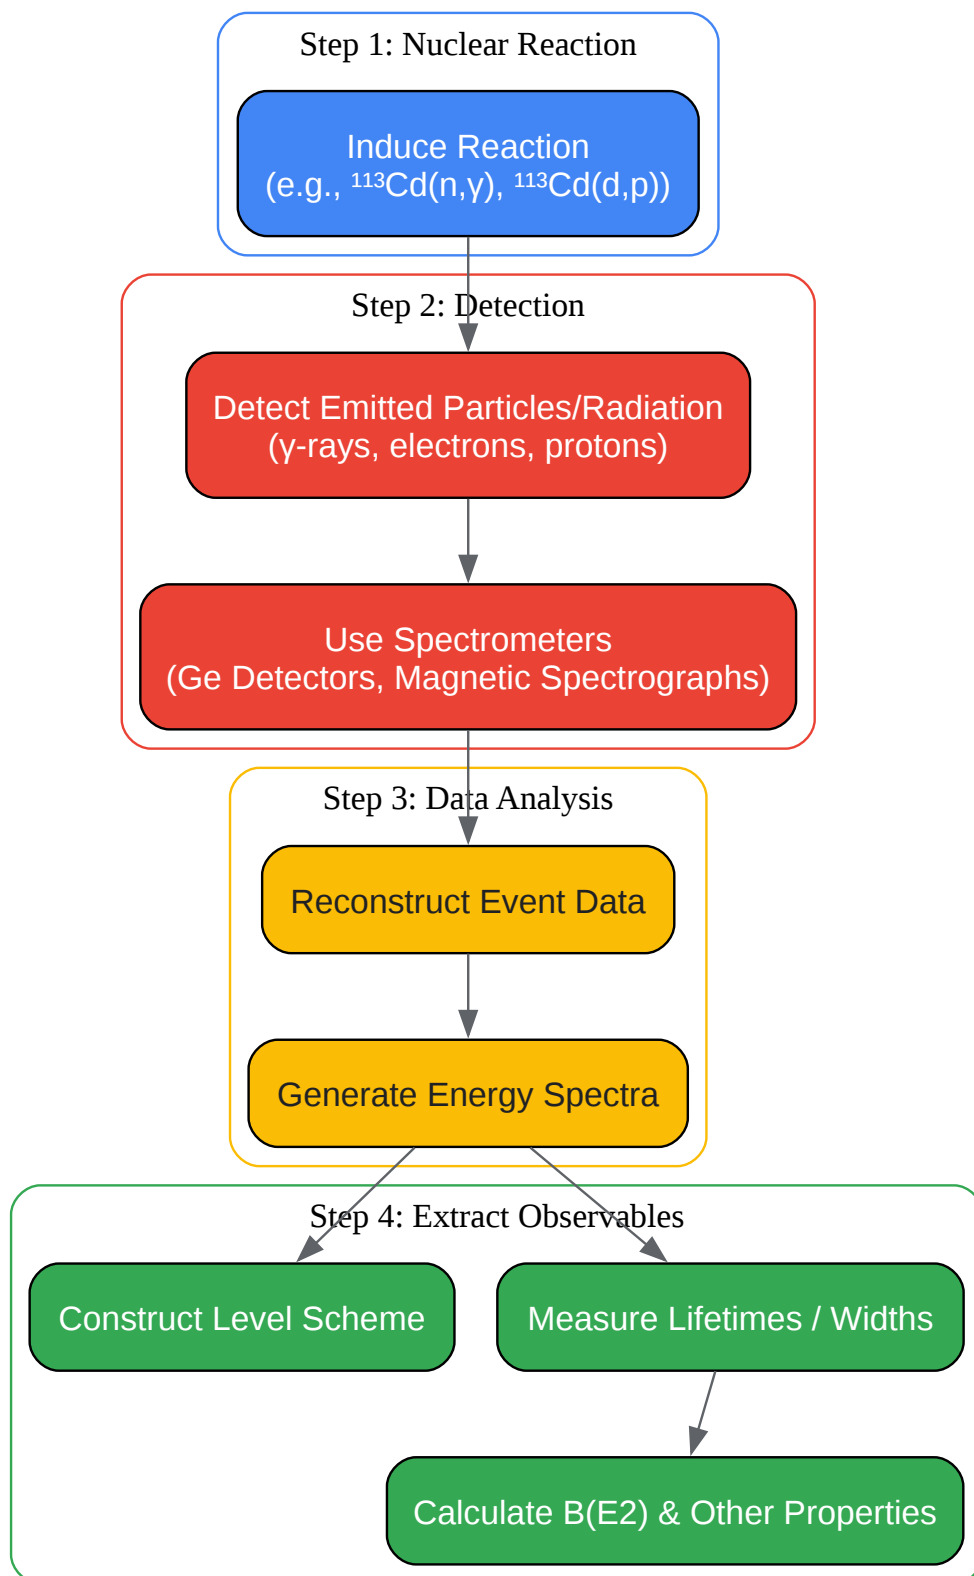 Step 1: Nuclear Reaction
Induce Reaction
(e.g., ¹¹³Cd(n,γ), ¹¹³Cd(d,p))
Step 2: Detection
Detect Emitted Particles/Radiation
(γ-rays, electrons, protons)
Use Spectrometers
(Ge Detectors, Magnetic Spectrographs)
Step 3: Data Analysis
Reconstruct Event Data
Generate Energy Spectra
Step 4: Extract Observables
Construct Level Scheme
Measure Lifetimes / Widths
Calculate B(E2) & Other Properties